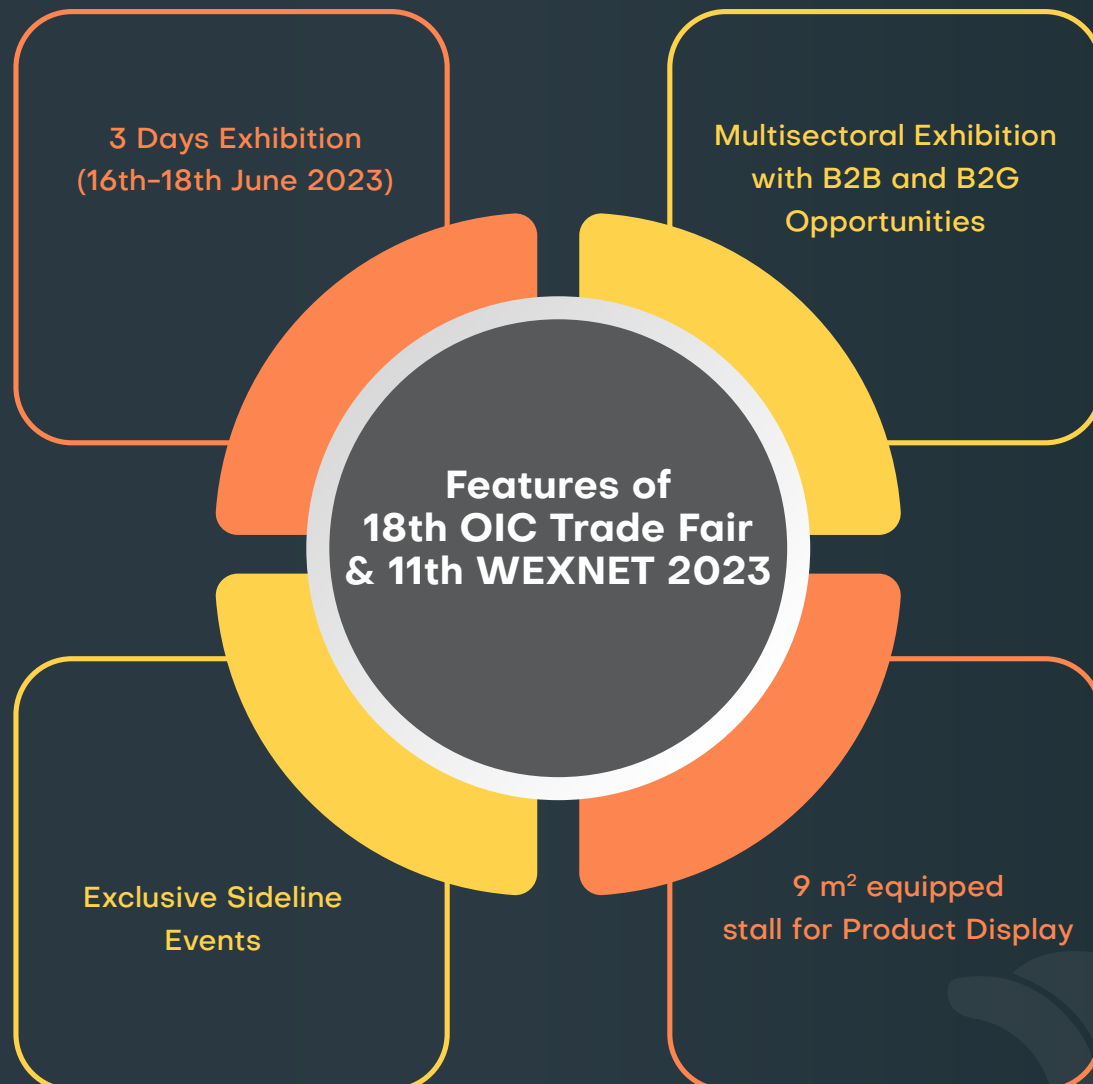 3 Days Exhibition
(16th-18th June 2023)
Multisectoral Exhibition
with B2B and B2G
Opportunities
Features of
18th OIC Trade Fair
& 11th WEXNET 2023
Exclusive Sideline
Events
9 m² equipped
stall for Product Display